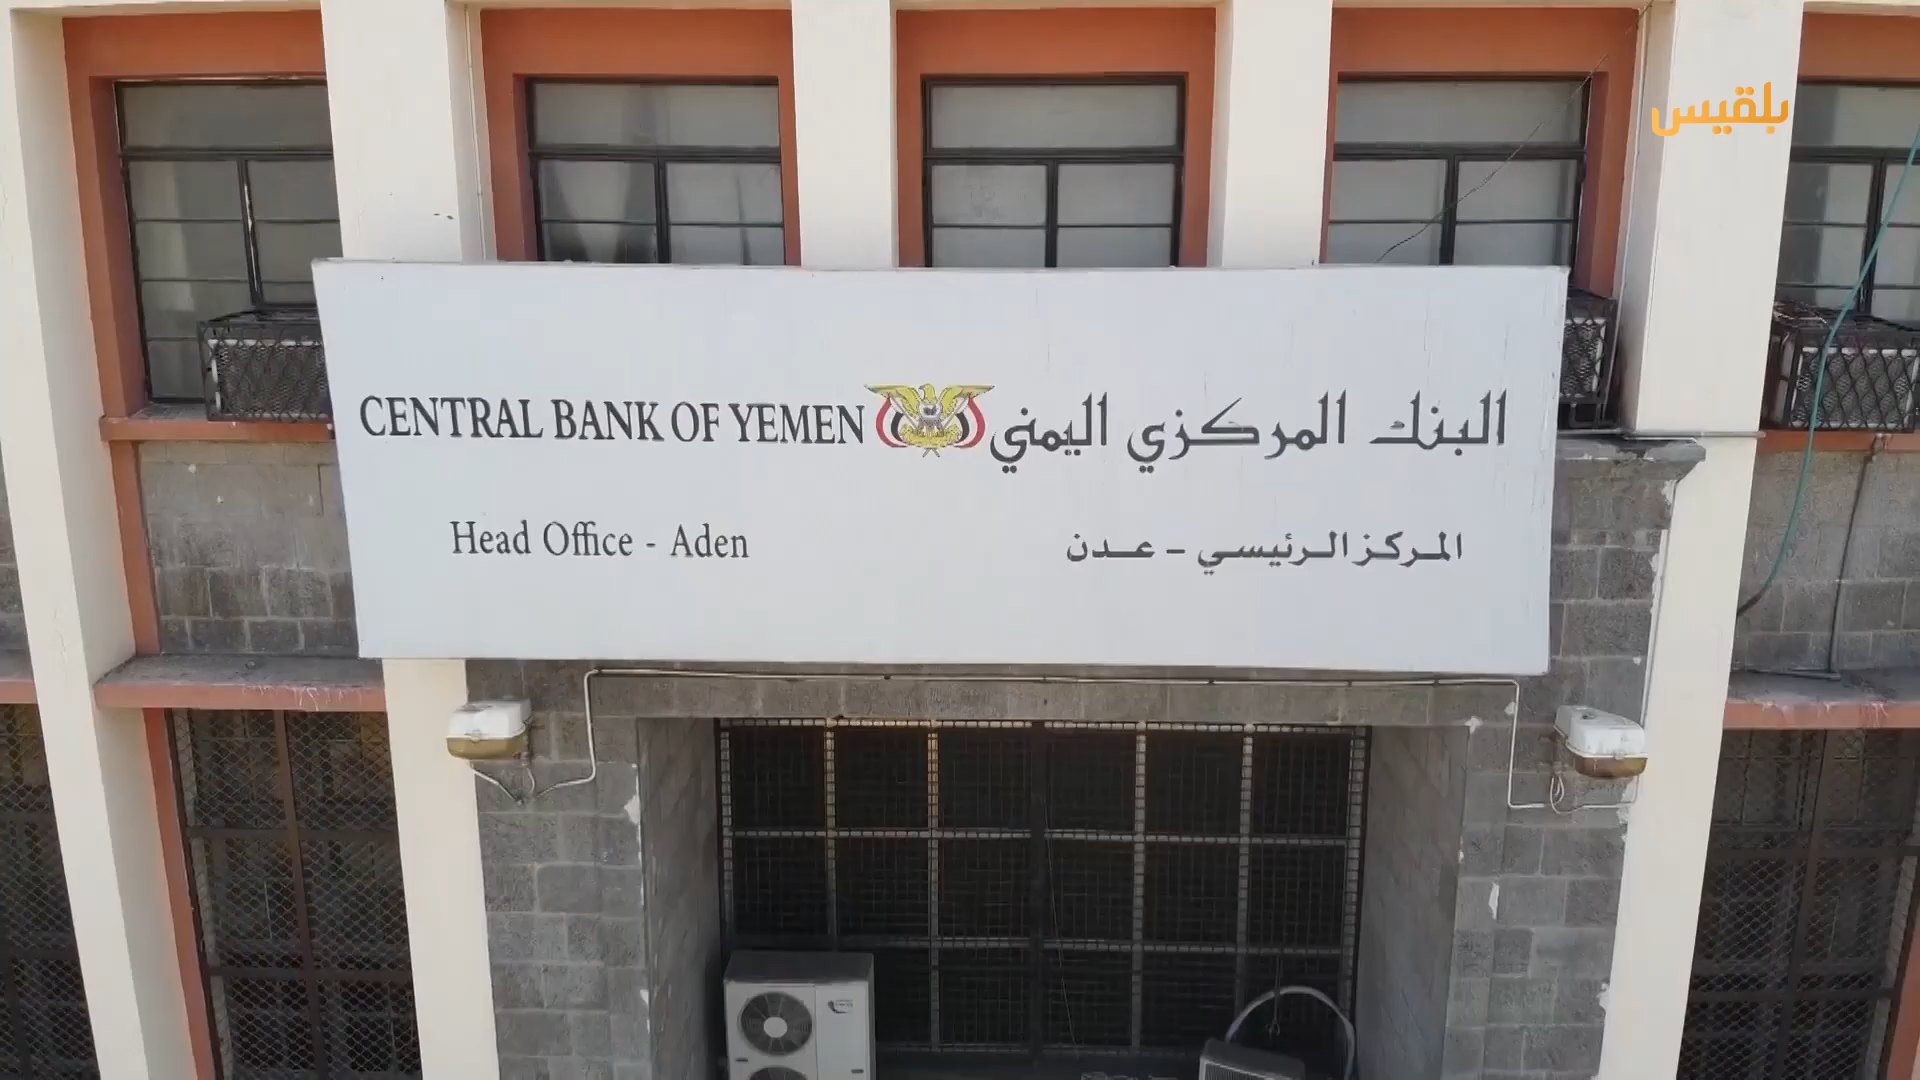 بلقيس
CENTRAL BANK OF YEMEN
البنك المركزي اليمني
Head Office - Aden
المركز الرئيسي - عدن